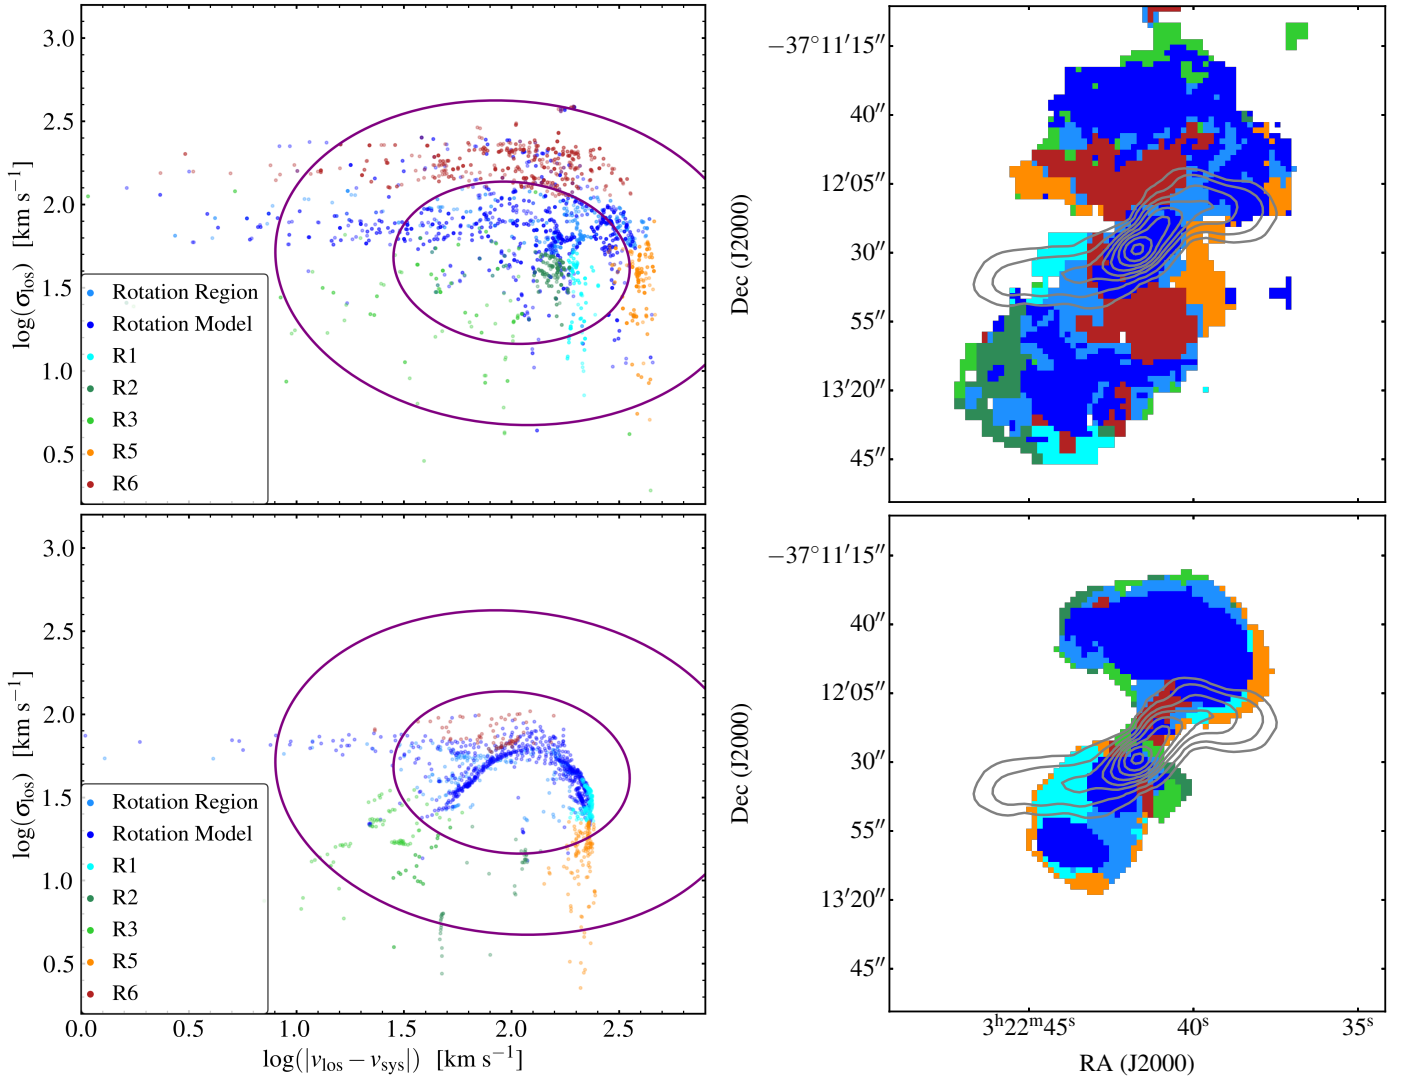 3.0
2.5
2.0
1.5
1.0
0.5
log(σlos) [km s−1]
Rotation Region
Rotation Model
R1
R2
R3
R5
R6
−37°11′15″
40″
12′05″
30″
55″
13′20″
45″
Dec (J2000)
3.0
2.5
2.0
1.5
1.0
0.5
log(σlos) [km s−1]
Rotation Region
Rotation Model
R1
R2
R3
R5
R6
0.0 0.5 1.0 1.5 2.0 2.5
log(|vlos − vsys|) [km s−1]
−37°11′15″
40″
12′05″
30″
55″
13′20″
45″
Dec (J2000)
3h22m45s 40s 35s
RA (J2000)